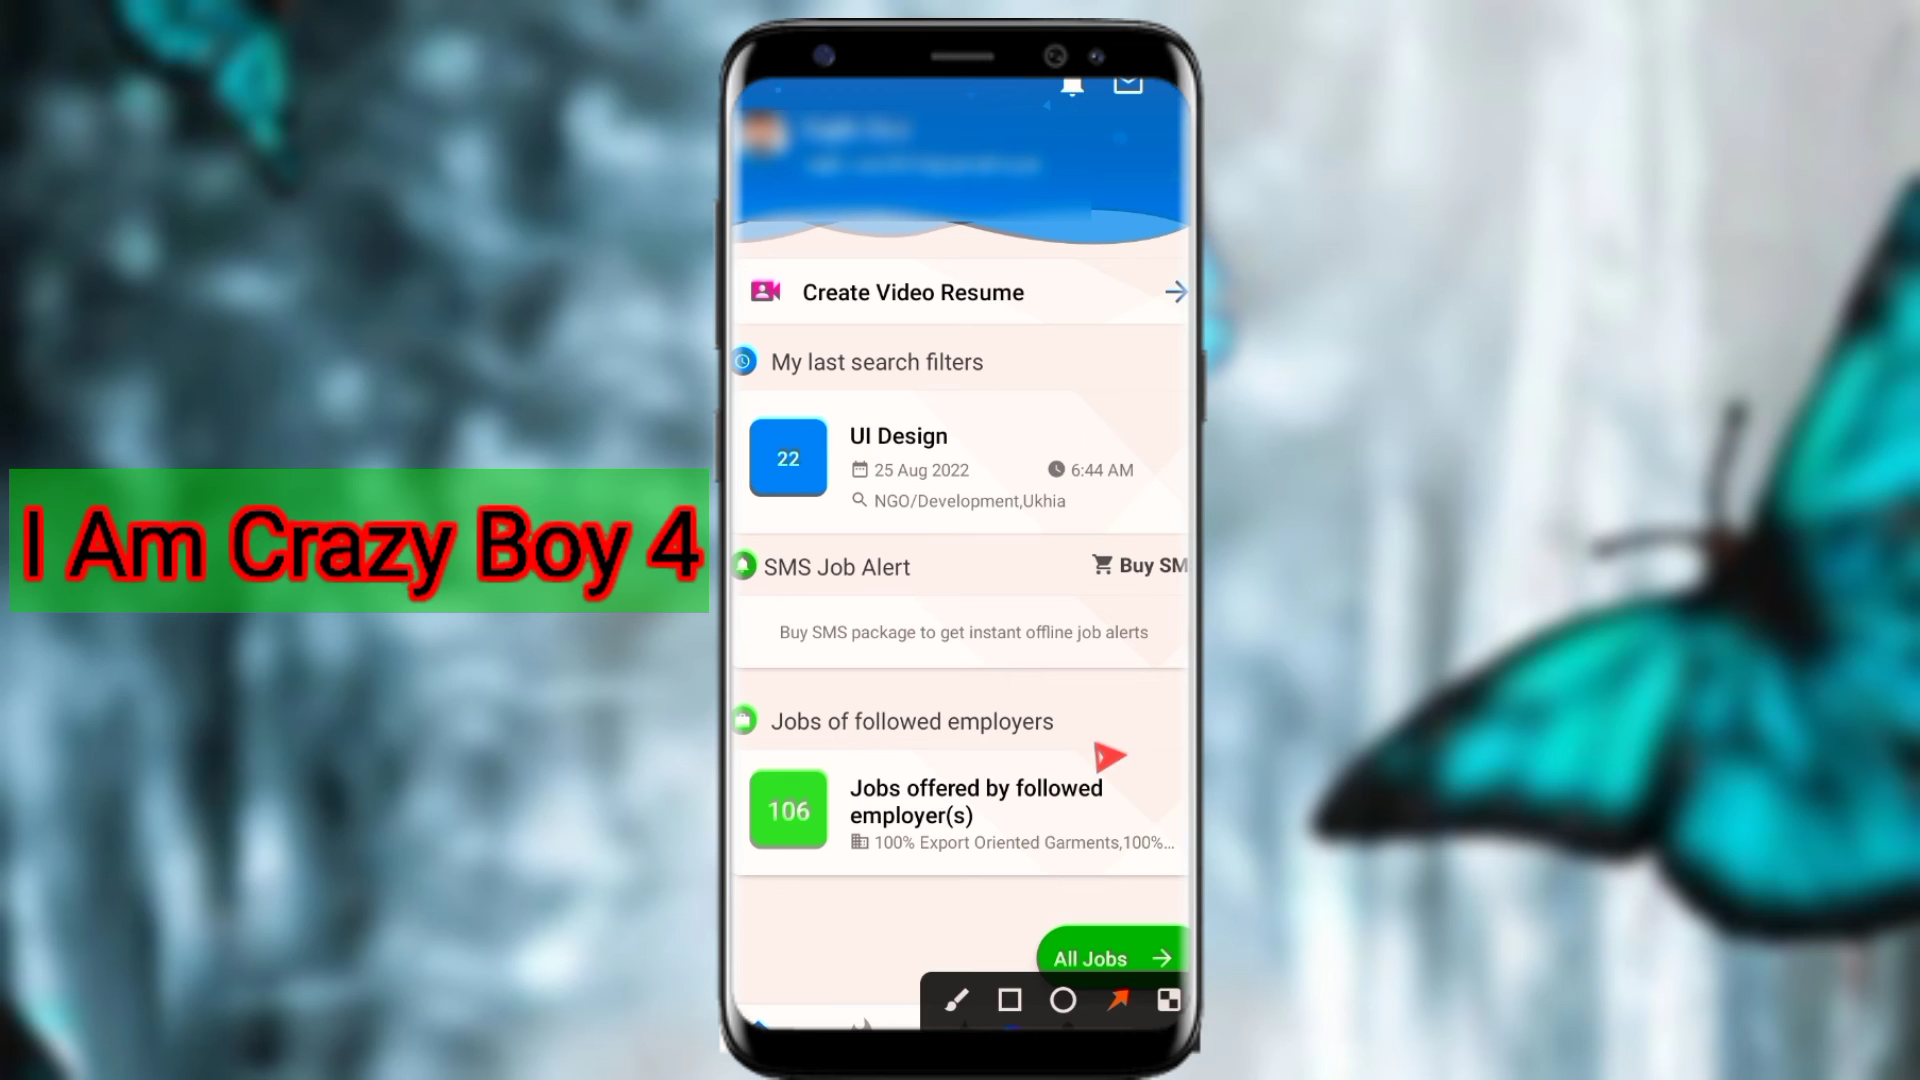 I Am Crazy Boy 4
Create Video Resume
My last search filters
22
UI Design
25 Aug 2022
6:44 AM
NGO/Development,Ukhia
SMS Job Alert
Buy SM
Buy SMS package to get instant offline job alerts
Jobs of followed employers
106
Jobs offered by followed
employer(s)
100% Export Oriented Garments,100%...
All Jobs